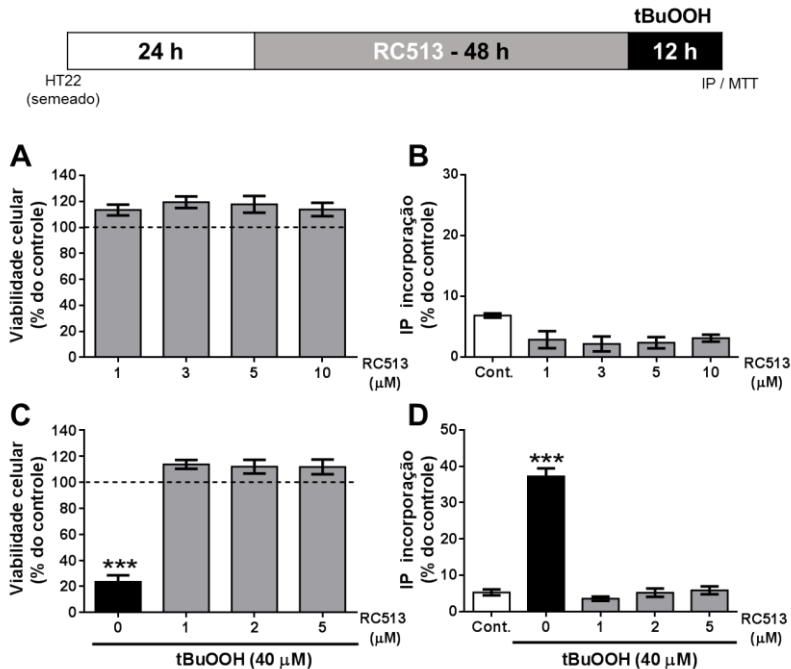 tBuOOH
24 h
RC513 - 48 h
12 h
HT22
(semeado)
IP / MTT
A
Viabilidade celular
(% do controle)
140
120
100
80
60
40
20
0
1
3
5
10
RC513
(µM)
B
IP incorporação
(% do controle)
30
20
10
0
Cont.
1
3
5
10
RC513
(µM)
C
Viabilidade celular
(% do controle)
140
120
100
80
60
40
20
0
***
0
1
2
5
RC513
(µM)
tBuOOH (40 µM)
D
IP incorporação
(% do controle)
50
40
30
20
10
0
***
Cont.
0
1
2
5
RC513
(µM)
tBuOOH (40 µM)